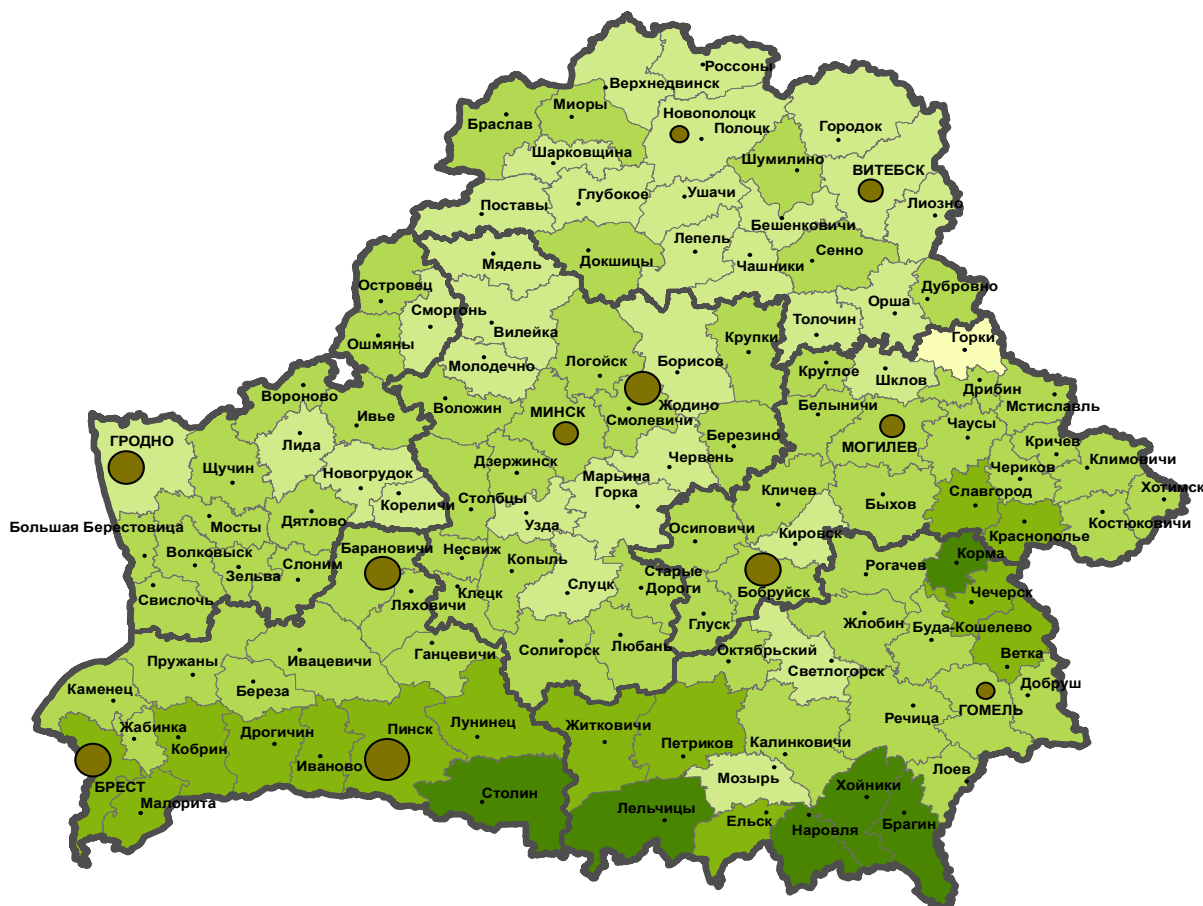 Россоны
Верхнедвинск
Миоры
Браслав
Новополоцк
Полоцк
Городок
Шарковщина
Шумилино
ВИТЕБСК
Глубокое
Ушачи
Лиозно
Поставы
Бешенковичи
Лепель
Сенно
Докшицы
Чашники
Мядель
Островец
Дубровно
Сморгонь
Орша
Вилейка
Толочин
Ошмяны
Горки
Крупки
Логойск
Борисов
Молодечно
Круглое
Шклов
Дрибин
Вороново
Воложин
Жодино
Мстиславль
МИНСК
Смолевичи
Белыничи
Ивье
Чаусы
ГРОДНО
Лида
Березино
МОГИЛЕВ
Кричев
Щучин
Дзержинск
Червень
Климовичи
Новогрудок
Марьина
Горка
Чериков
Кличев
Славгород
Кореличи
Столбцы
Хотимск
Быхов
Большая Берестовица
Мосты
Дятлово
Узда
Осиповичи
Костюковичи
Кировск
Краснополье
Волковыск
Барановичи
Несвиж
Копыль
Корма
Слоним
Старые
Дороги
Рогачев
Зельва
Слуцк
Бобруйск
Свислочь
Ляховичи
Клецк
Чечерск
Глуск
Жлобин
Буда-Кошелево
Любань
Ивацевичи
Ганцевичи
Солигорск
Октябрьский
Ветка
Пружаны
Светлогорск
Береза
Добруш
Каменец
Речица
ГОМЕЛЬ
Лунинец
Житковичи
Жабинка
Дрогичин
Пинск
Кобрин
Петриков
Калинковичи
Иваново
Лоев
Мозырь
БРЕСТ
Хойники
Малорита
Столин
Лельчицы
Ельск
Наровля
Брагин